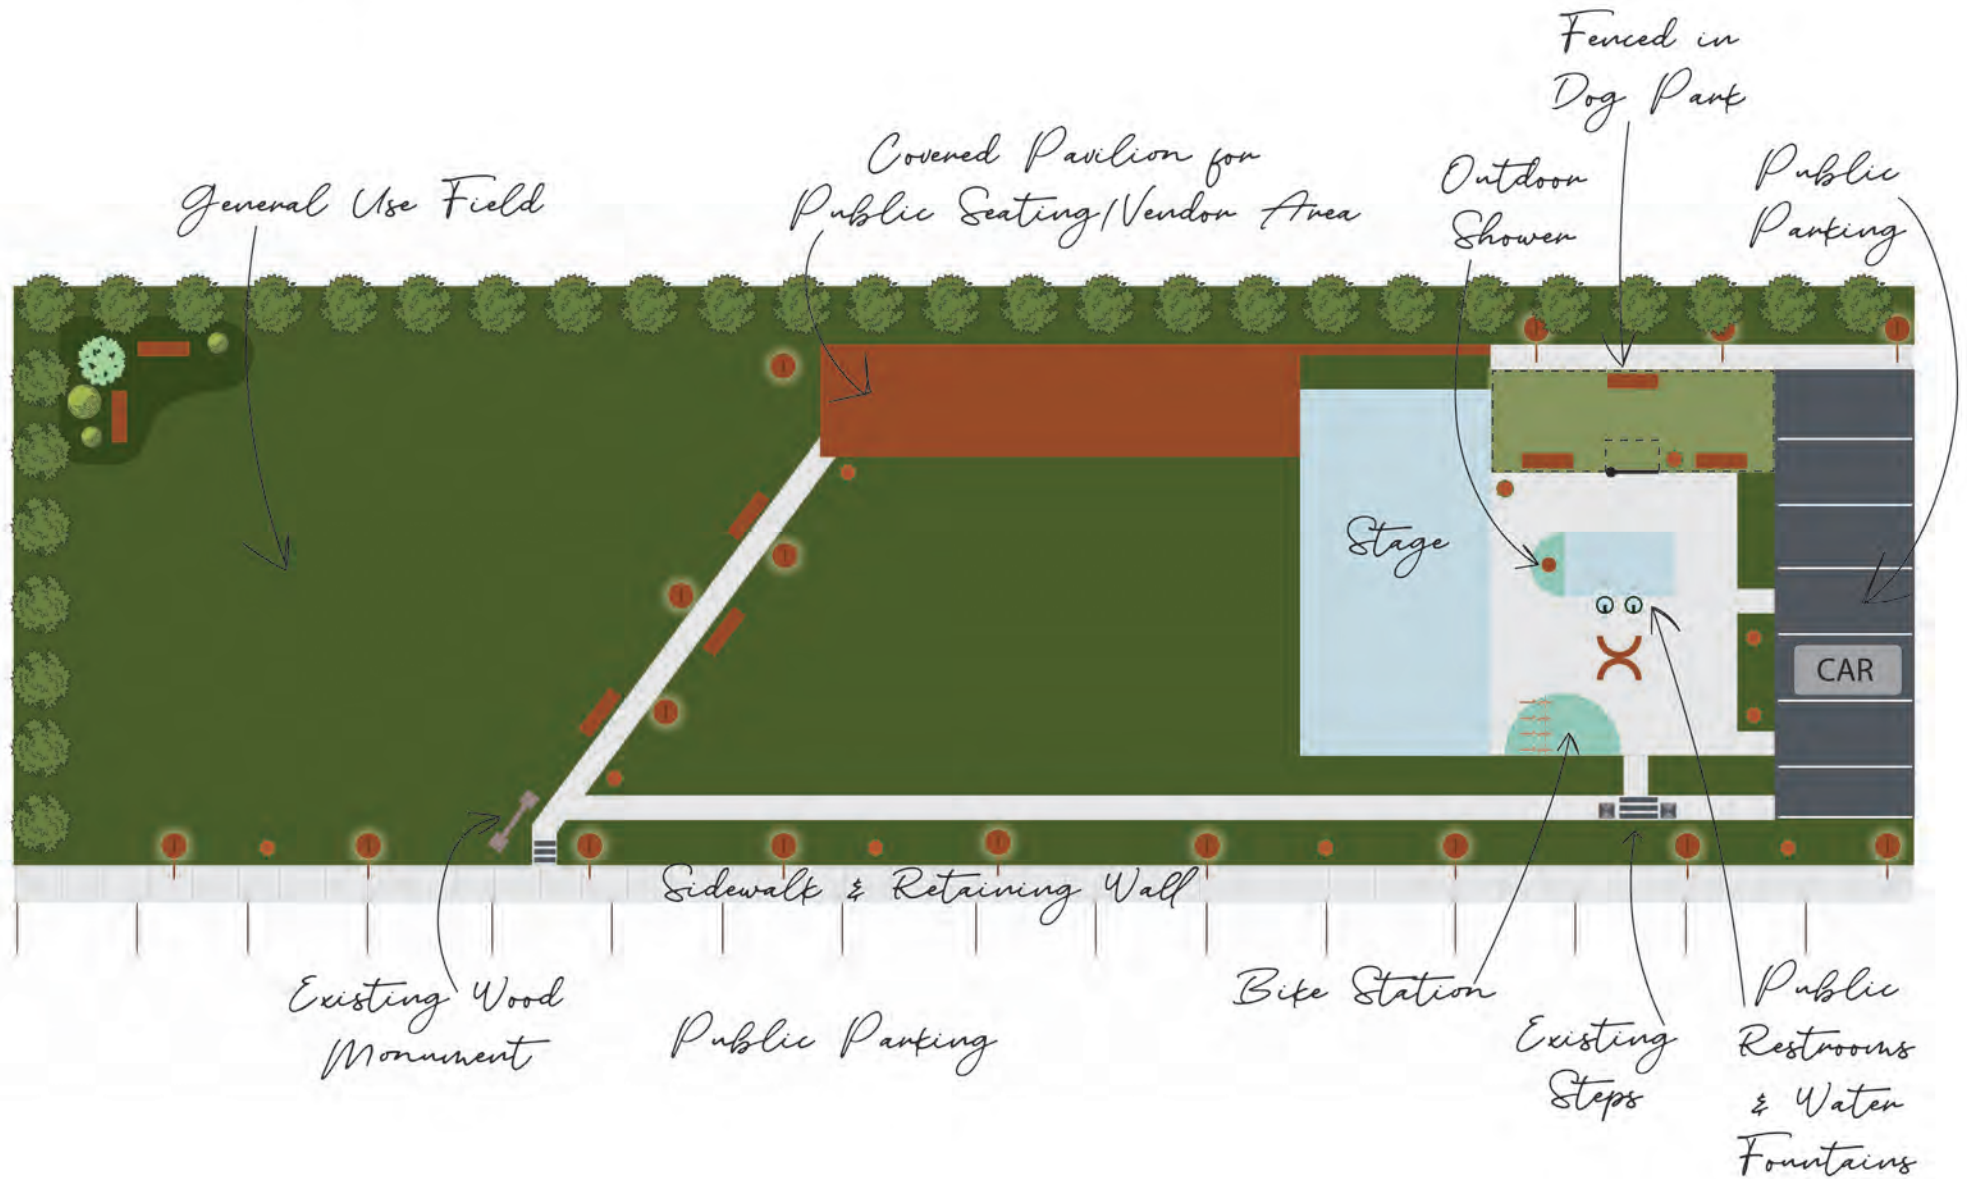 Fenced in
Dog Park
Covered Pavilion for
Public Seating/Vendor Area
Outdoor
Shower
Public
Parking
General Use Field
Stage
CAR
Sidewalk & Retaining Wall
Existing Wood
Monument
Public Parking
Bike Station
Existing
Steps
Public
Restrooms
& Water
Fountains